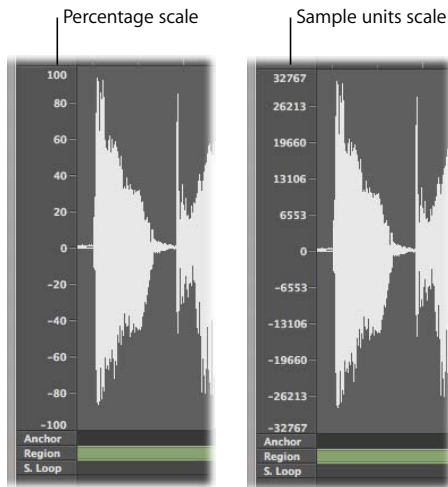 Percentage scale
100
80
60
40
20
0
-20
-40
-60
-80
-100
Anchor
Region
S. Loop
Sample units scale
32767
26213
19660
13106
6553
0
-6553
-13106
-19660
-26213
-32767
Anchor
Region
S. Loop